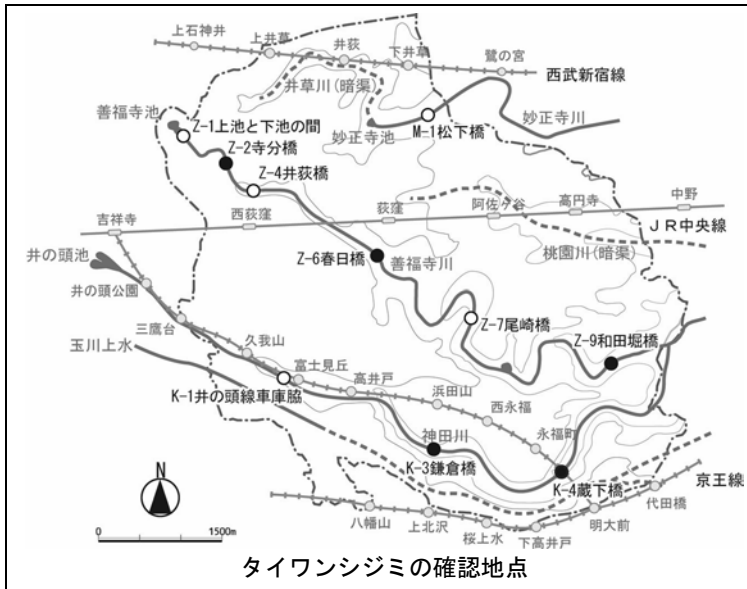 上石神井
上井草
井荻
下井草
鷺の宮
西武新宿線
井草川(暗渠)
善福寺池
Z-1上池と下池の間
妙正寺池
M-1松下橋
妙正寺川
Z-2寺分橋
Z-4井荻橋
吉祥寺
西荻窪
荻窪
阿佐ヶ谷
高円寺
中野
JR中央線
井の頭池
Z-6春日橋
善福寺川
桃園川(暗渠)
井の頭公園
三鷹台
Z-7尾崎橋
玉川上水
久我山
Z-9和田堀橋
富士見丘
高井戸
K-1井の頭線車庫脇
浜田山
西永福
神田川
永福町
N
K-3鎌倉橋
K-4蔵下橋
京王線
0 1500m
八幡山
上北沢
桜上水
下高井戸
明大前
代田橋
タイワンシジミの確認地点